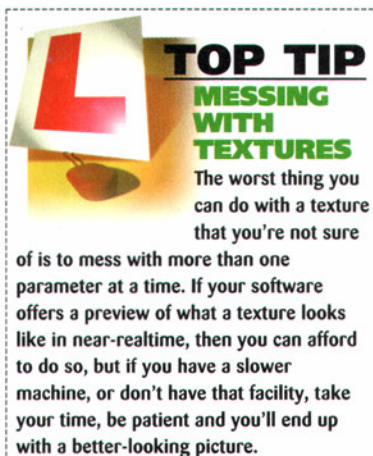 L
TOP TIP
MESSING
WITH
TEXTURES
The worst thing you
can do with a texture
that you're not sure
of is to mess with more than one
parameter at a time. If your software
offers a preview of what a texture looks
like in near-realtime, then you can afford
to do so, but if you have a slower
machine, or don't have that facility, take
your time, be patient and you'll end up
with a better-looking picture.